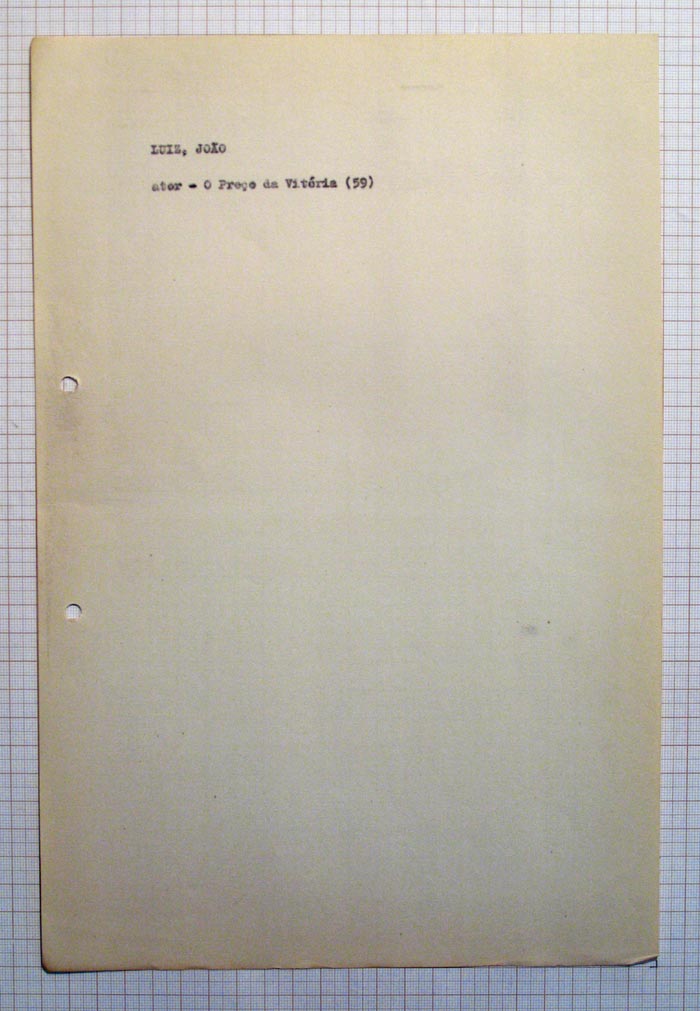 LUIZ, JOÃO
ator - O Preço da Vitória (59)